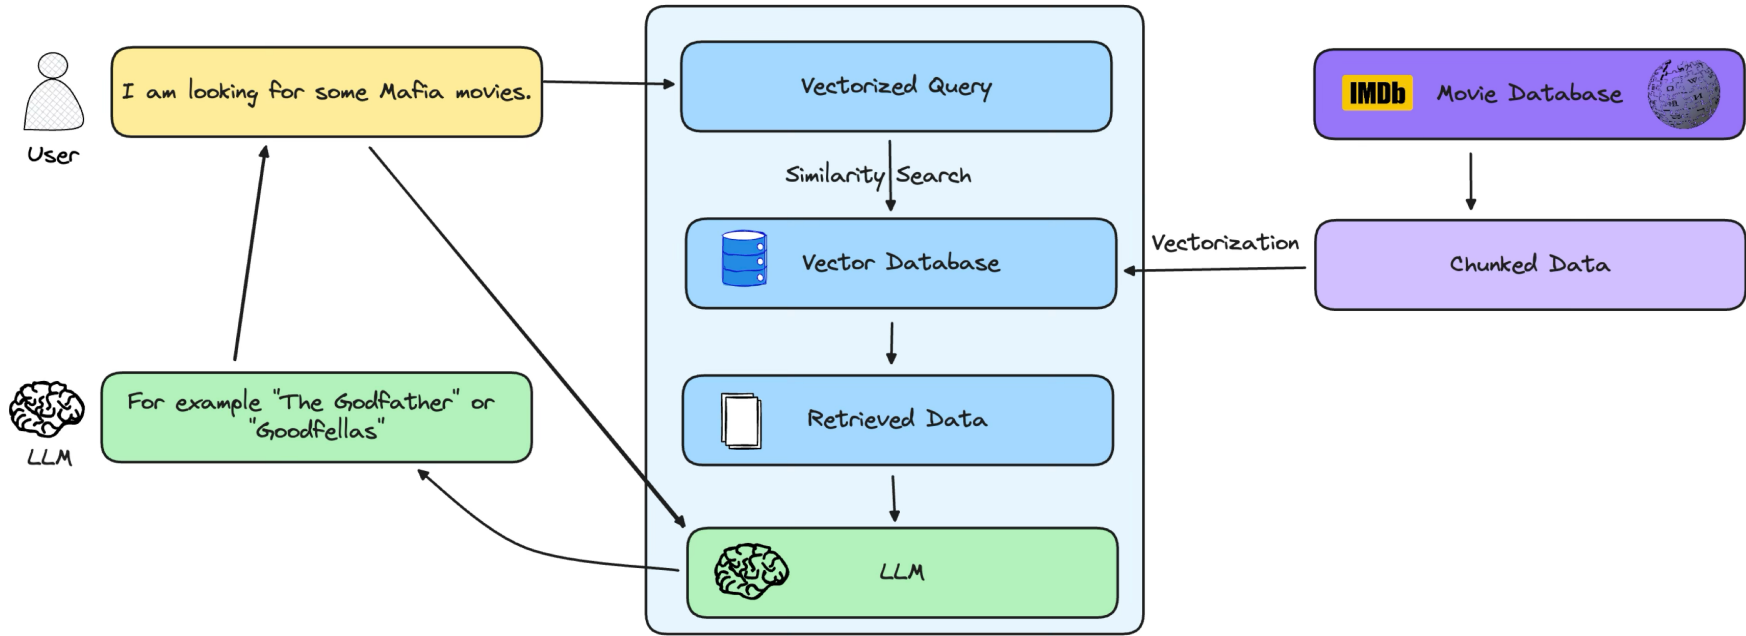 I am looking for some Mafia movies.
User
Vectorized Query
IMDb
Movie Database
Similarity Search
Vector Database
Vectorization
Chunked Data
For example "The Godfather" or
"Goodfellas"
LLM
Retrieved Data
LLM